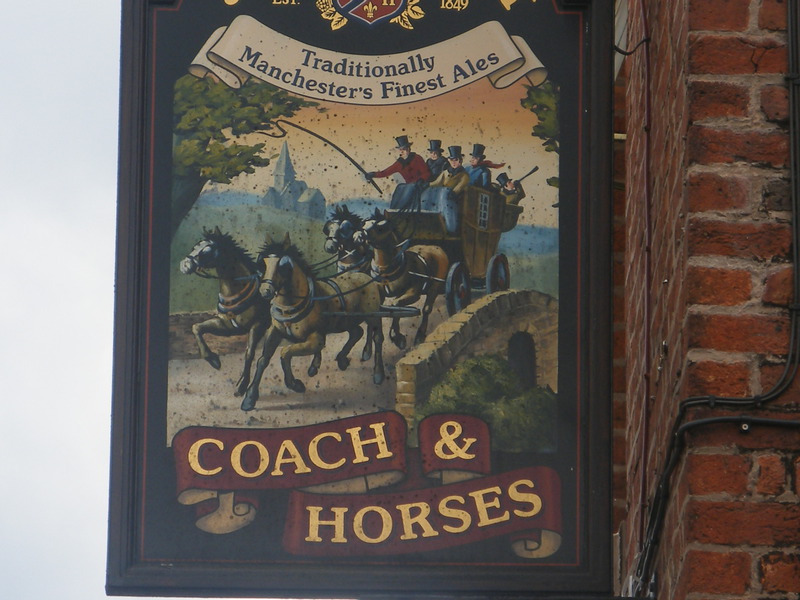 EST. 1849
Traditionally
Manchester's Finest Ales
COACH &
HORSES